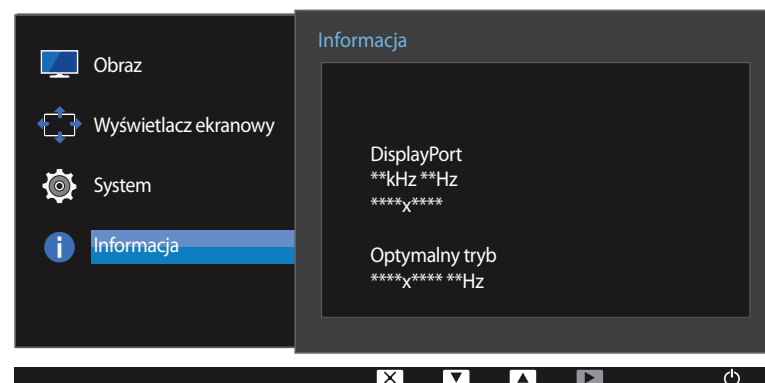 Obraz
Wyświetlacz ekranowy
System
Informacja
Informacja
DisplayPort
**kHz **Hz
****x****
Optymalny tryb
****x**** **Hz